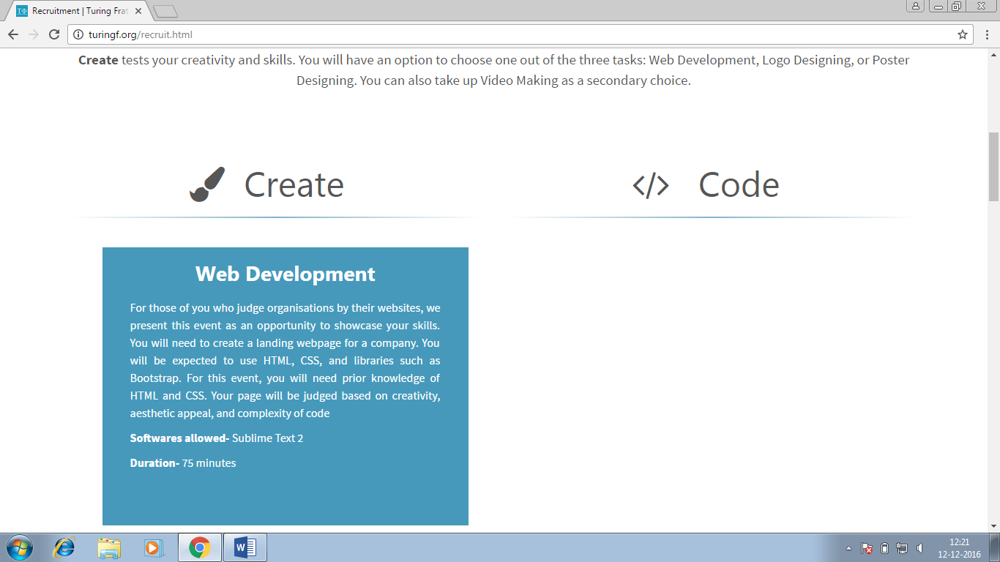 Recruitment | Turing Frat
turingf.org/recruit.html
Create tests your creativity and skills. You will have an option to choose one out of the three tasks: Web Development, Logo Designing, or Poster
Designing. You can also take up Video Making as a secondary choice.
Create
Code
Web Development
For those of you who judge organisations by their websites, we
present this event as an opportunity to showcase your skills.
You will need to create a landing webpage for a company. You
will be expected to use HTML, CSS, and libraries such as
Bootstrap. For this event, you will need prior knowledge of
HTML and CSS. Your page will be judged based on creativity,
aesthetic appeal, and complexity of code
Softwares allowed- Sublime Text 2
Duration- 75 minutes
12:21
12-12-2016